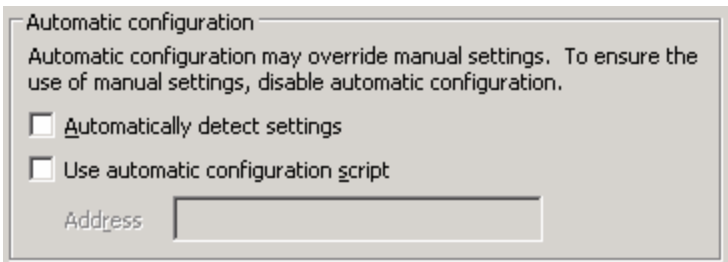 Automatic configuration
Automatic configuration may override manual settings.  To ensure the
use of manual settings, disable automatic configuration.
Automatically detect settings
Use automatic configuration script
Address